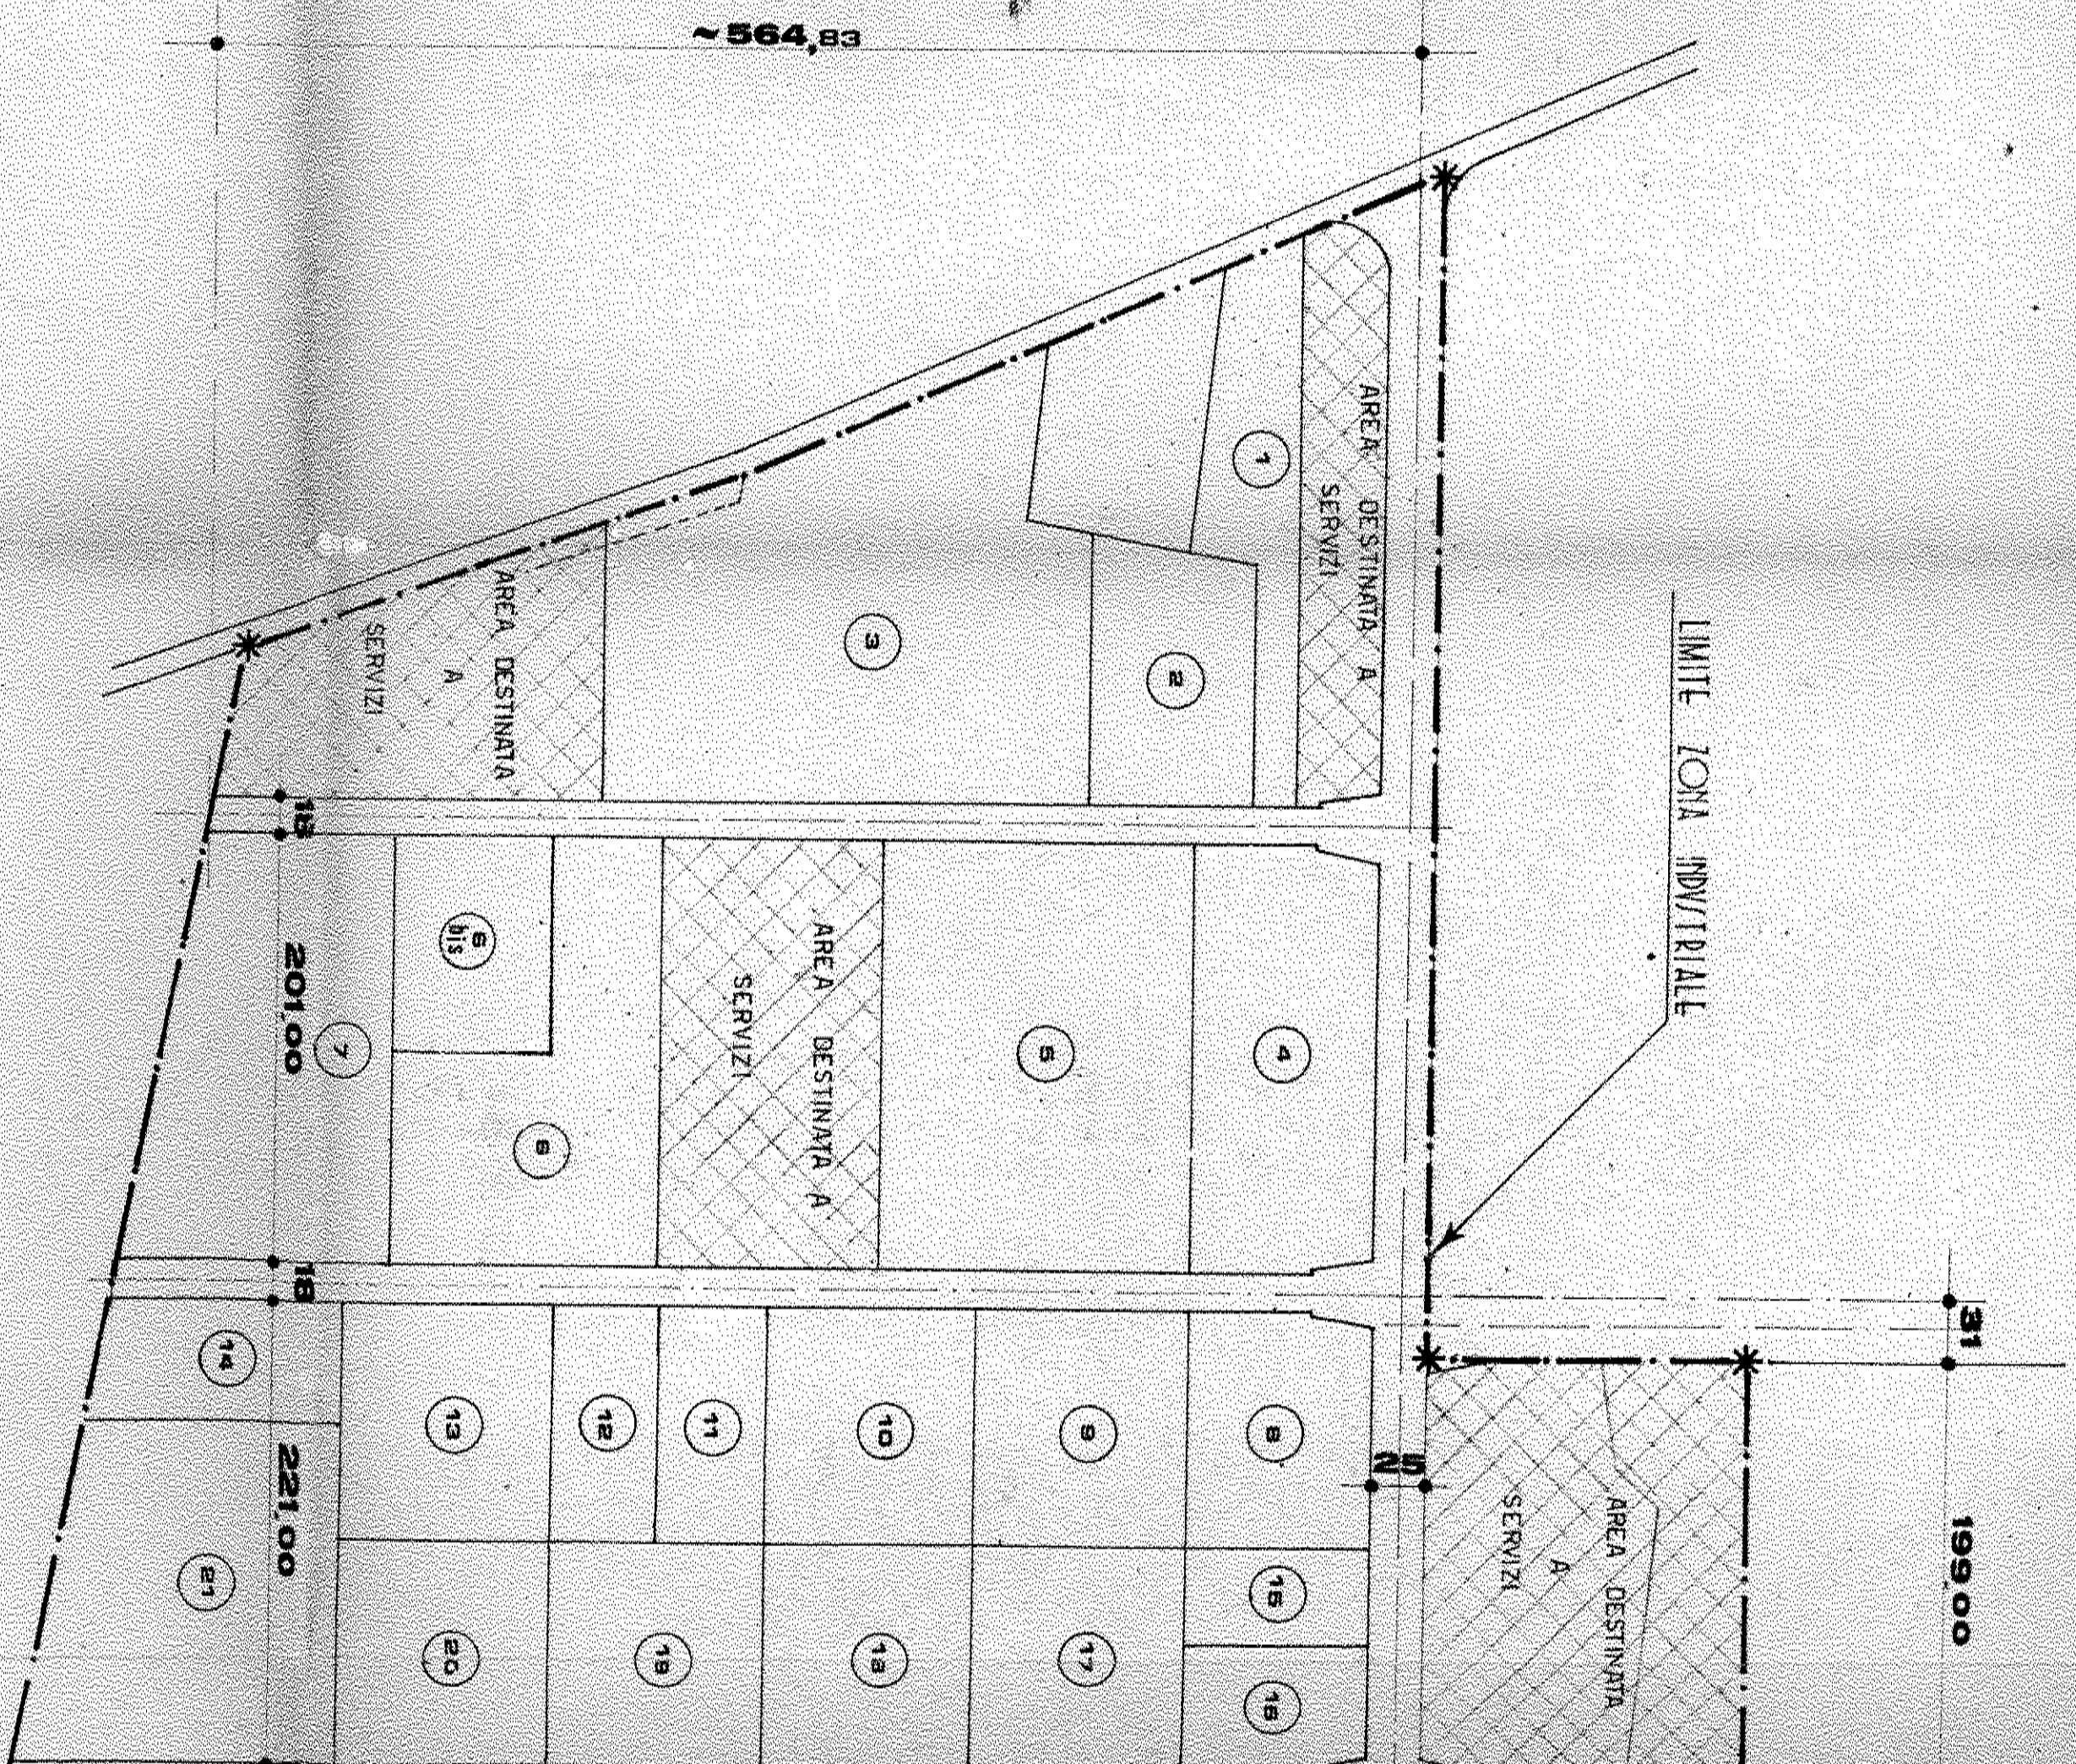 ~564,83
AREA DESTINATA A
SERVIZI
1
2
3
AREA DESTINATA
A
SERVIZI
LIMITE ZONA INDVSTRIALE
18
201,00
7
6
bis
6
AREA DESTINATA A
SERVIZI
5
4
18
31
14
13
12
11
10
9
8
25
221,00
21
20
19
18
17
15
16
AREA DESTINATA
A
SERVIZI
199,00